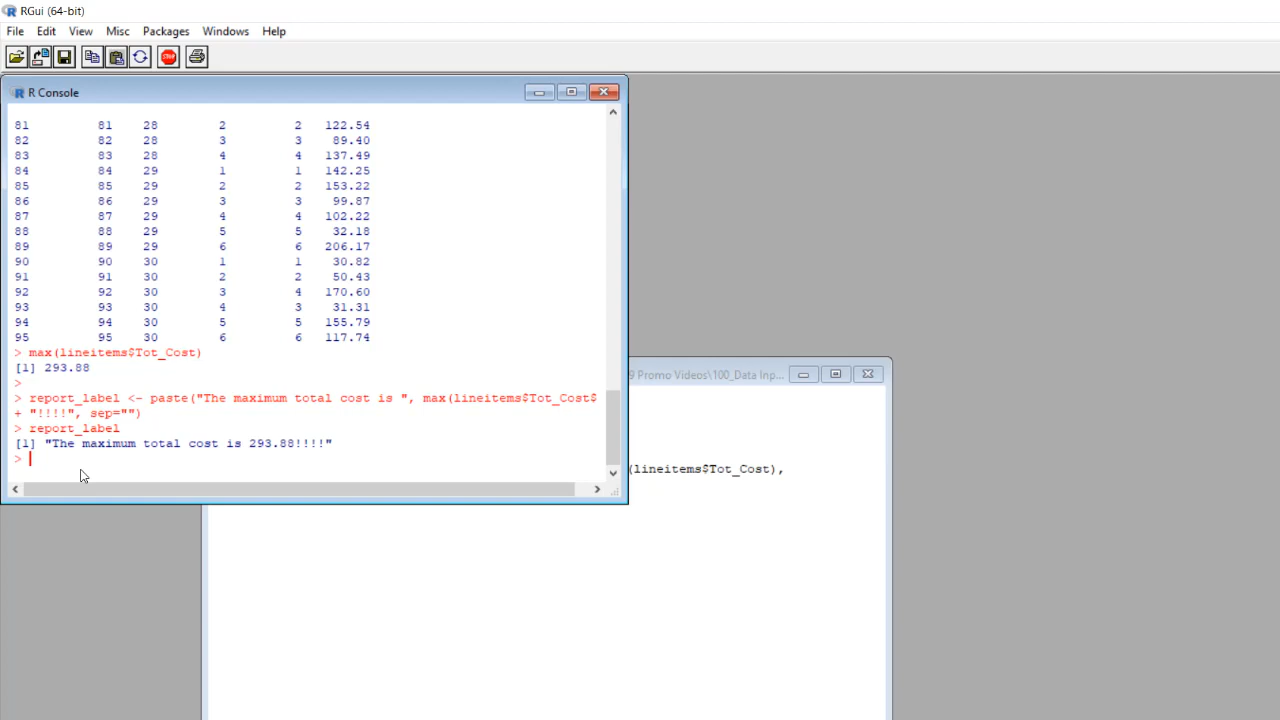 RGui (64-bit)
File Edit View Misc Packages Windows Help
STOP
R Console
81 81 28 2 2 122.54
82 82 28 3 3 89.40
83 83 28 4 4 137.49
84 84 29 1 1 142.25
85 85 29 2 2 153.22
86 86 29 3 3 99.87
87 87 29 4 4 102.22
88 88 29 5 5 32.18
89 89 29 6 6 206.17
90 90 30 1 1 30.82
91 91 30 2 2 50.43
92 92 30 3 4 170.60
93 93 30 4 3 31.31
94 94 30 5 5 155.79
95 95 30 6 6 117.74
> max(lineitems$Tot_Cost)
[1] 293.88
>
> report_label <- paste("The maximum total cost is ", max(lineitems$Tot_Cost$
+ "!!!!", sep="")
> report_label
[1] "The maximum total cost is 293.88!!!!"
>
9 Promo Videos\100_Data Inp...
(lineitems$Tot_Cost),